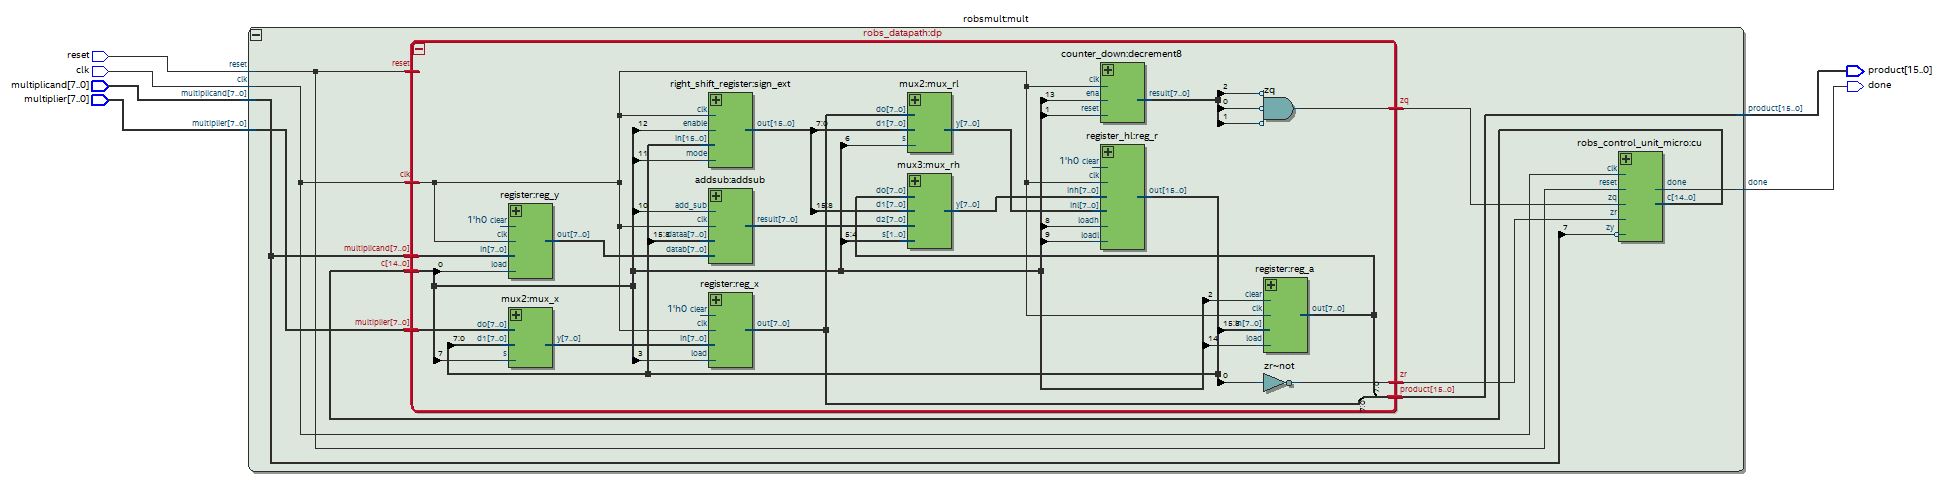 robsmult:mult
robs_datapath:dp
reset
clk
multiplicand[7..0]
multiplier[7..0]
reset
clk
multiplicand[7..0]
multiplier[7..0]
reset
clk
multiplicand[7..0]
c[14..0]
multiplier[7..0]
register:reg_y
1'h0 clear
clk
in[7..0]
load
out[7..0]
0
mux2:mux_x
d0[7..0]
d1[7..0]
s
y[7..0]
7:0
7
right_shift_register:sign_ext
clk
enable
in[15..0]
mode
out[15..0]
12
11
addsub:addsub
add_sub
clk
dataa[7..0]
datab[7..0]
result[7..0]
10
register:reg_x
1'h0 clear
clk
in[7..0]
load
out[7..0]
3
mux2:mux_rl
d0[7..0]
d1[7..0]
s
y[7..0]
6
mux3:mux_rh
d0[7..0]
d1[7..0]
d2[7..0]
s[1..0]
y[7..0]
15:8
5:4
counter_down:decrement8
clk
ena
reset
result[7..0]
13
1
zq
2
0
1
register_hl:reg_r
1'h0 clear
clk
inh[7..0]
inl[7..0]
loadh
loadl
out[15..0]
8
9
register:reg_a
clear
clk
load
out[7..0]
2
14
zr~not
0
7:0
7:0
zq
zr
product[15..0]
robs_control_unit_micro:cu
clk
reset
zq
zr
zy
done
c[14..0]
7
product[15..0]
done
product[15..0]
done